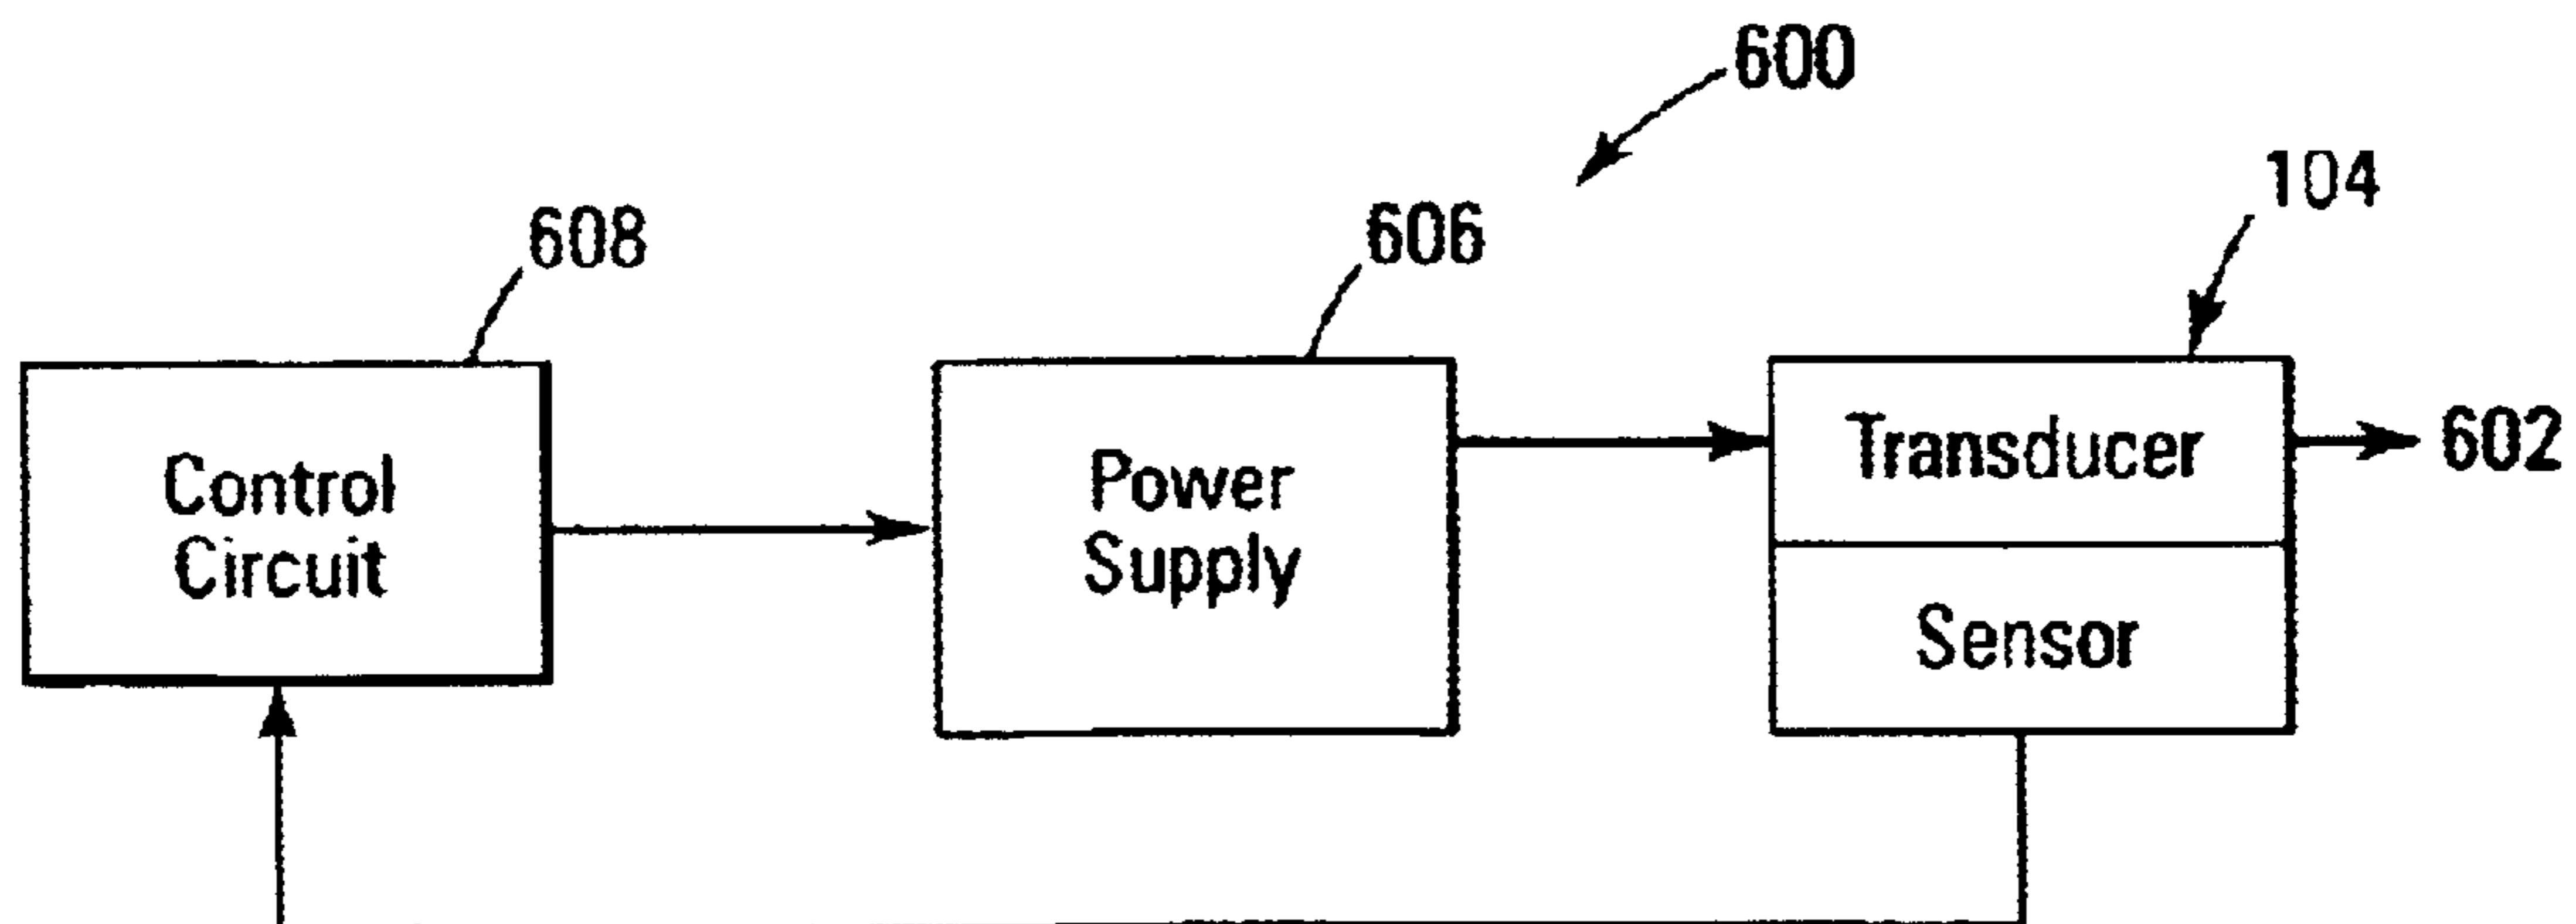 600
104
608
606
Control
Circuit
Power
Supply
Transducer
602
Sensor